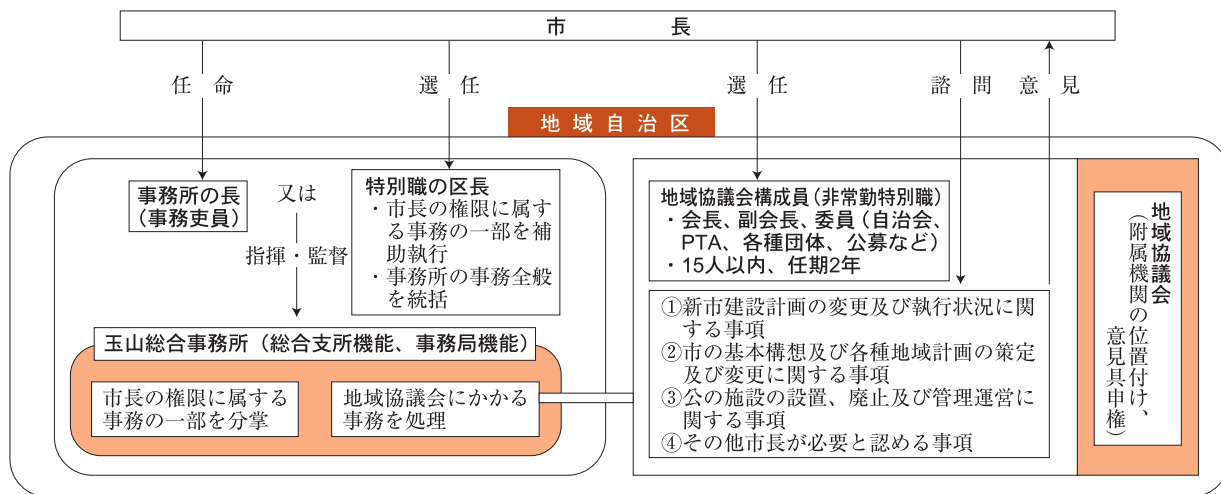 市長
任命
選任
選任
諮問
意見
地域自治区
事務所の長
（事務吏員）
又は
指揮・監督
特別職の区長
・市長の権限に属す
る事務の一部を補
助執行
・事務所の事務全般
を統括
玉山総合事務所（総合支所機能、事務局機能）
市長の権限に属する
事務の一部を分掌
地域協議会にかかる
事務を処理
地域協議会構成員（非常勤特別職）
・会長、副会長、委員（自治会、
PTA、各種団体、公募など）
・15人以内、任期2年
①新市建設計画の変更及び執行状況に関
する事項
②市の基本構想及び各種地域計画の策定
及び変更に関する事項
③公の施設の設置、廃止及び管理運営に
関する事項
④その他市長が必要と認める事項
地域協議会
（附属機関の位置付け、
意見具申権）